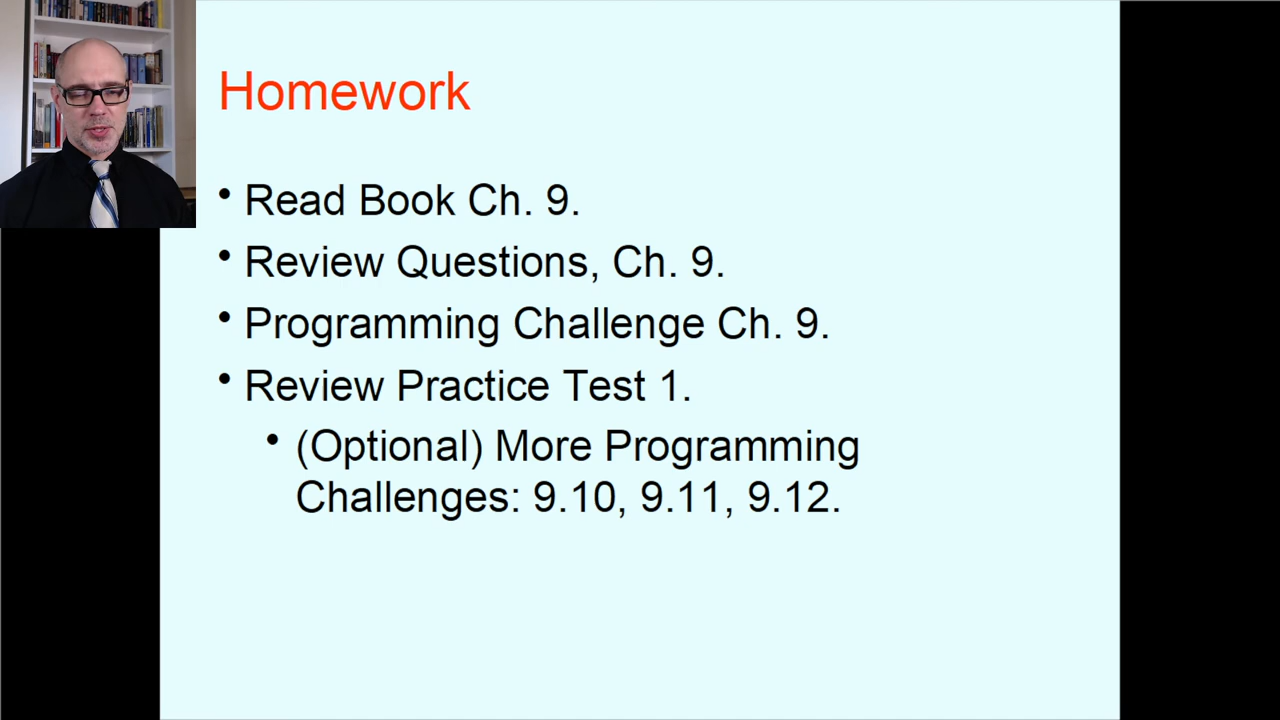 Homework
• Read Book Ch. 9.
• Review Questions, Ch. 9.
• Programming Challenge Ch. 9.
• Review Practice Test 1.
• (Optional) More Programming
Challenges: 9.10, 9.11, 9.12.